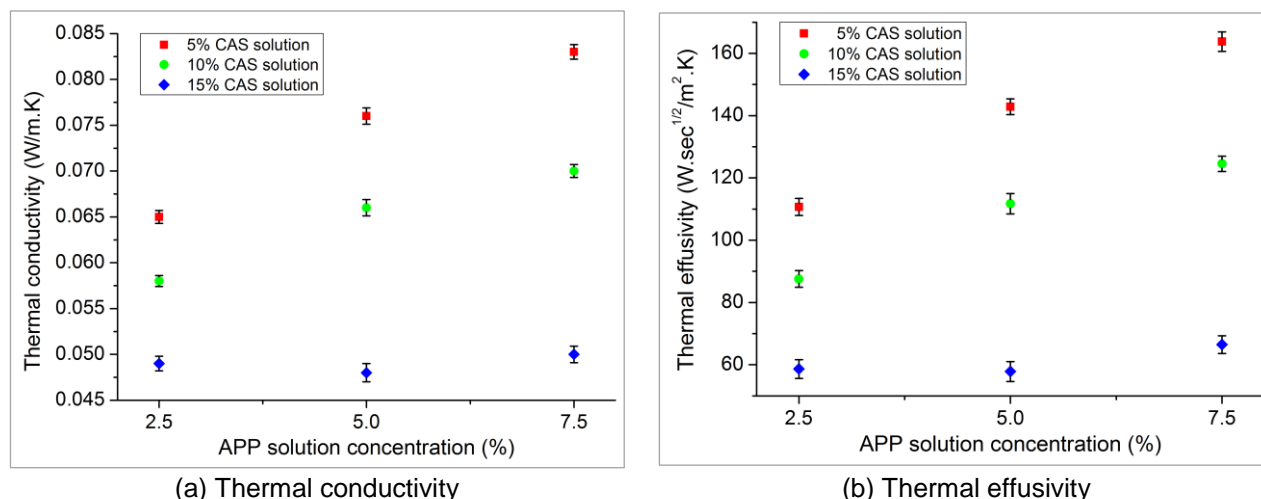 Thermal conductivity (W/m.K)
0.085
0.080
0.075
0.070
0.065
0.060
0.055
0.050
0.045
5% CAS solution
10% CAS solution
15% CAS solution
2.5 5.0 7.5
APP solution concentration (%)
(a) Thermal conductivity
Thermal effusivity (W.sec^{1/2}/m².K)
160
140
120
100
80
60
5% CAS solution
10% CAS solution
15% CAS solution
2.5 5.0 7.5
APP solution concentration (%)
(b) Thermal effusivity